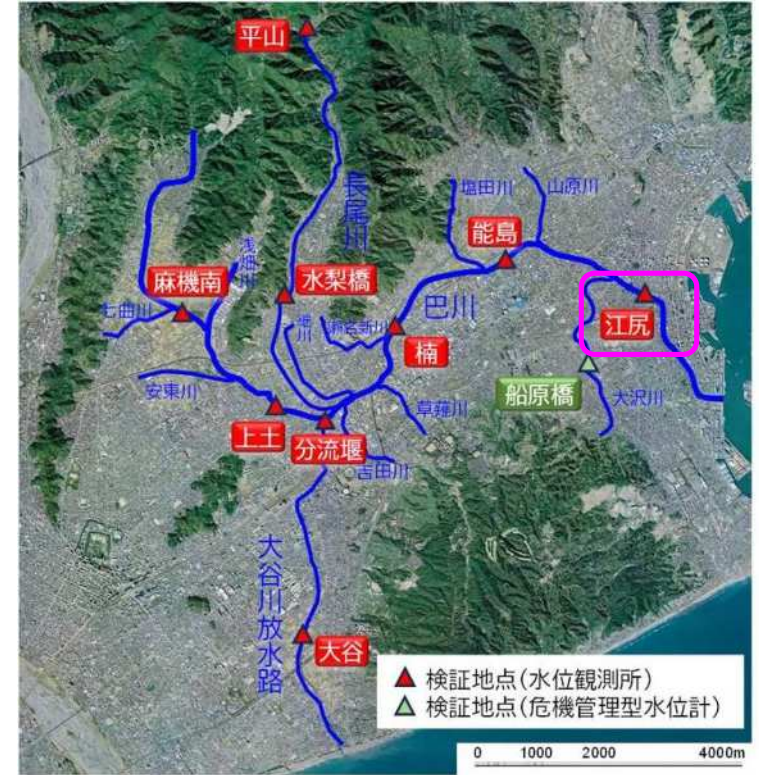 平山
長尾川
塩田川
山原川
能島
浅畑川
麻機南
水梨橋
七曲川
巴川
江尻
楠
船原橋
安東川
大沢川
草薙川
上土
分流堰
吉田川
大谷川放水路
大谷
検証地点(水位観測所)
検証地点(危機管理型水位計)
0 1000 2000 4000m